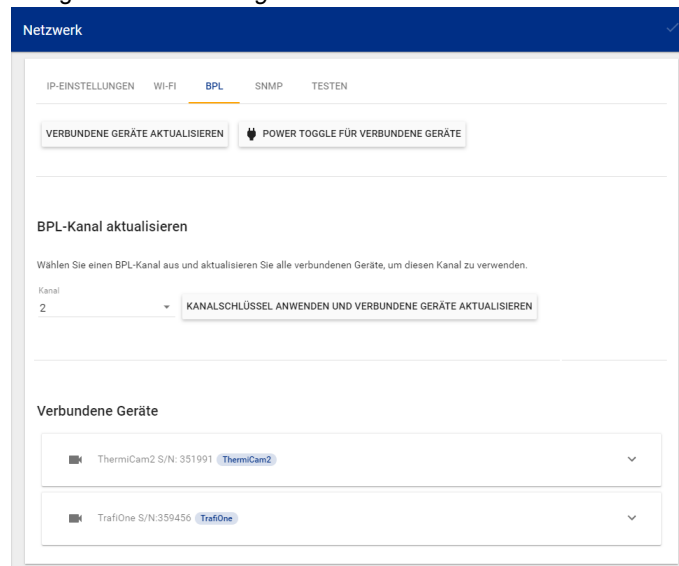 Netzwerk
IP-EINSTELLUNGEN WI-FI BPL SNMP TESTEN
VERBUNDENE GERÄTE AKTUALISIEREN POWER TOGGLE FÜR VERBUNDENE GERÄTE
BPL-Kanal aktualisieren
Wählen Sie einen BPL-Kanal aus und aktualisieren Sie alle verbundenen Geräte, um diesen Kanal zu verwenden.
Kanal
2 KANALSCHLÜSSEL ANWENDEN UND VERBUNDENE GERÄTE AKTUALISIEREN
Verbundene Geräte
ThermiCam2 S/N: 351991 ThermiCam2
TrafiOne S/N:359456 TrafiOne